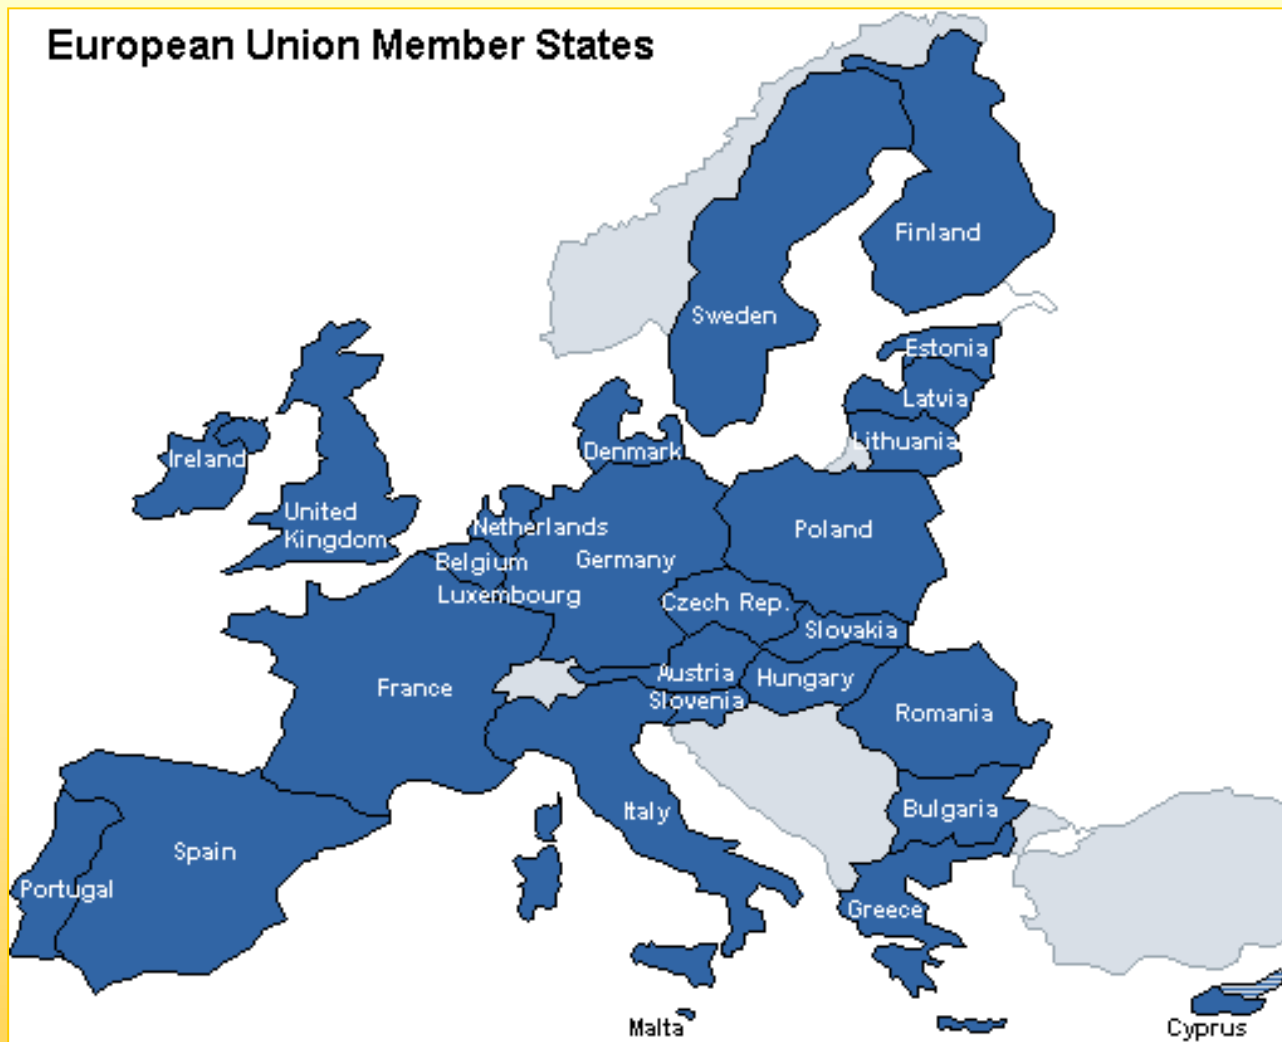 European Union Member States
Finland
Sweden
Estonia
Latvia
Lithuania
Denmark
Ireland
United
Kingdom
Netherlands
Poland
Belgium
Germany
Luxembourg
Czech Rep.
Slovakia
Austria
Hungary
France
Slovenia
Romania
Italy
Bulgaria
Spain
Portugal
Greece
Malta
Cyprus